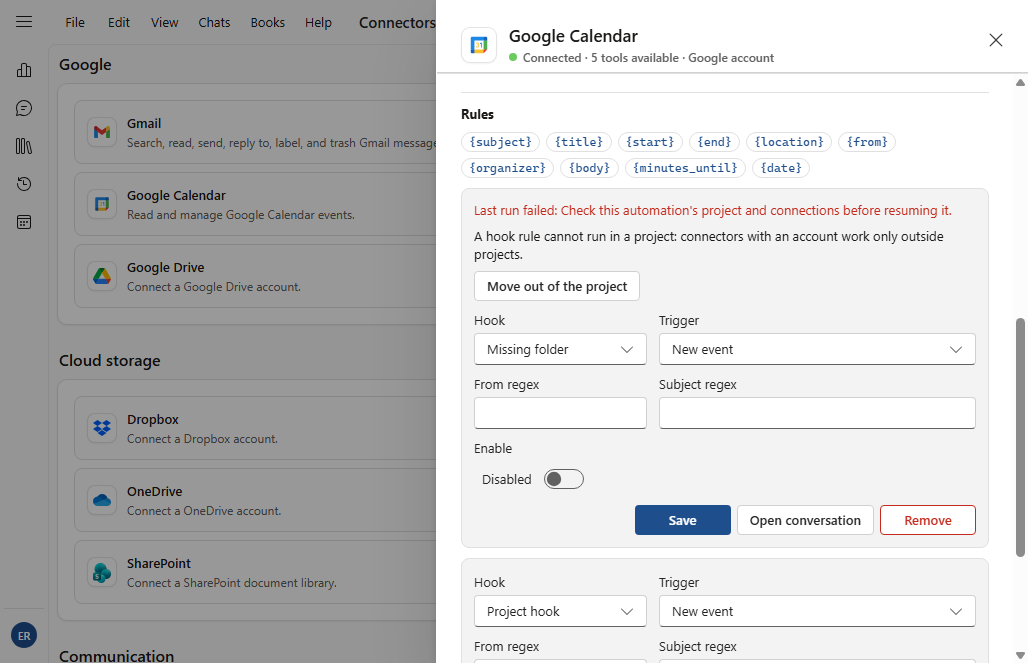 File Edit View Chats Books Help Connectors
Google
Gmail
Search, read, send, reply to, label, and trash Gmail message
Google Calendar
Read and manage Google Calendar events.
Google Drive
Connect a Google Drive account.
Cloud storage
Dropbox
Connect a Dropbox account.
OneDrive
Connect a OneDrive account.
SharePoint
Connect a SharePoint document library.
Communication
ER
Google Calendar
Connected · 5 tools available · Google account
Rules
{subject} {title} {start} {end} {location} {from}
{organizer} {body} {minutes_until} {date}
Last run failed: Check this automation's project and connections before resuming it.
A hook rule cannot run in a project: connectors with an account work only outside
projects.
Move out of the project
Hook Trigger
Missing folder New event
From regex Subject regex
Enable
Disabled
Save Open conversation Remove
Hook Trigger
Project hook New event
From regex Subject regex